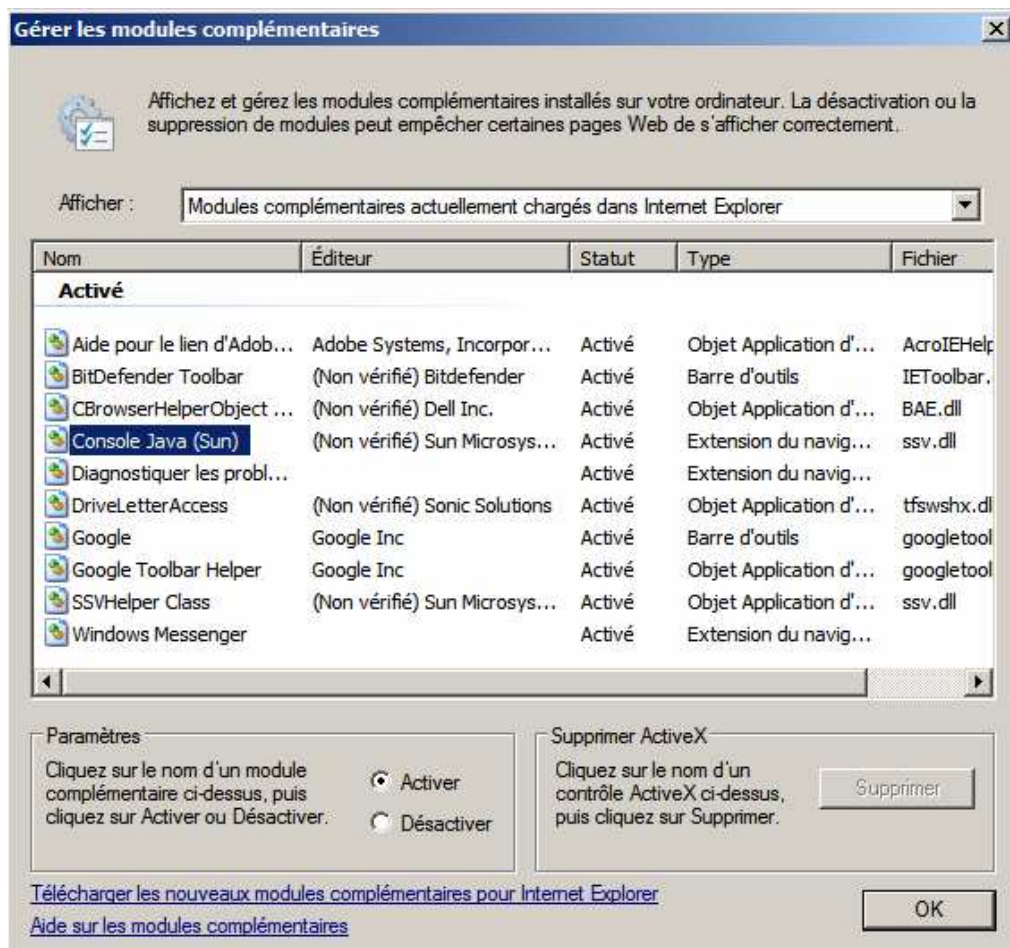 Gérer les modules complémentaires
Affichez et gérez les modules complémentaires installés sur votre ordinateur. La désactivation ou la
suppression de modules peut empêcher certaines pages Web de s'afficher correctement.
Afficher : Modules complémentaires actuellement chargés dans Internet Explorer
Nom Éditeur Statut Type Fichier
Activé
Aide pour le lien d'Adob... Adobe Systems, Incorpor... Activé Objet Application d'... AcroIEHelp
BitDefender Toolbar (Non vérifié) Bitdefender Activé Barre d'outils IEToolbar.
CBrowserHelperObject ... (Non vérifié) Dell Inc. Activé Objet Application d'... BAE.dll
Console Java (Sun) (Non vérifié) Sun Microsys... Activé Extension du navig... ssv.dll
Diagnostiquer les probl... Activé Extension du navig...
DriveLetterAccess (Non vérifié) Sonic Solutions Activé Objet Application d'... tfswshx.dl
Google Google Inc Activé Barre d'outils googletool
Google Toolbar Helper Google Inc Activé Objet Application d'... googletool
SSVHelper Class (Non vérifié) Sun Microsys... Activé Objet Application d'... ssv.dll
Windows Messenger Activé Extension du navig...
Paramètres
Cliquez sur le nom d'un module
complémentaire ci-dessus, puis
cliquez sur Activer ou Désactiver.
Activer
Désactiver
Supprimer ActiveX
Cliquez sur le nom d'un
contrôle ActiveX ci-dessus,
puis cliquez sur Supprimer.
Supprimer
Télécharger les nouveaux modules complémentaires pour Internet Explorer
Aide sur les modules complémentaires
OK